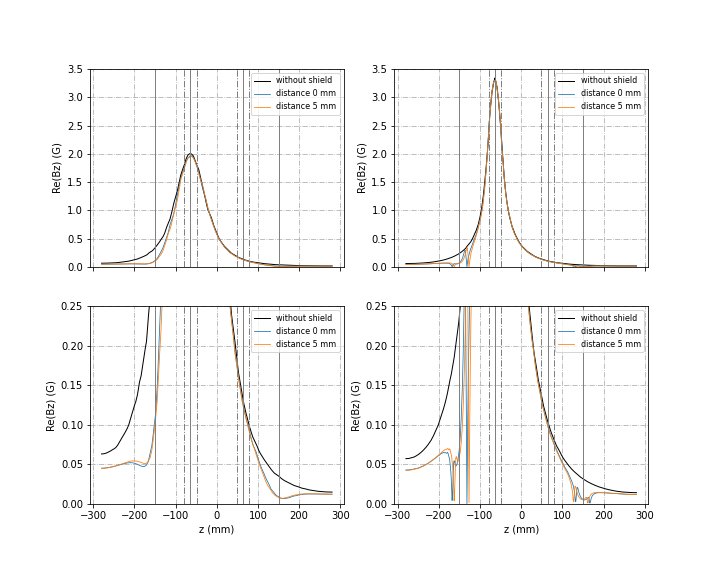 3.5
3.0
2.5
2.0
1.5
1.0
0.5
0.0
Re(Bz) (G)
without shield
distance 0 mm
distance 5 mm
3.5
3.0
2.5
2.0
1.5
1.0
0.5
0.0
Re(Bz) (G)
without shield
distance 0 mm
distance 5 mm
0.25
0.20
0.15
0.10
0.05
0.00
Re(Bz) (G)
without shield
distance 0 mm
distance 5 mm
−300 −200 −100 0 100 200 300
z (mm)
0.25
0.20
0.15
0.10
0.05
0.00
Re(Bz) (G)
without shield
distance 0 mm
distance 5 mm
−300 −200 −100 0 100 200 300
z (mm)